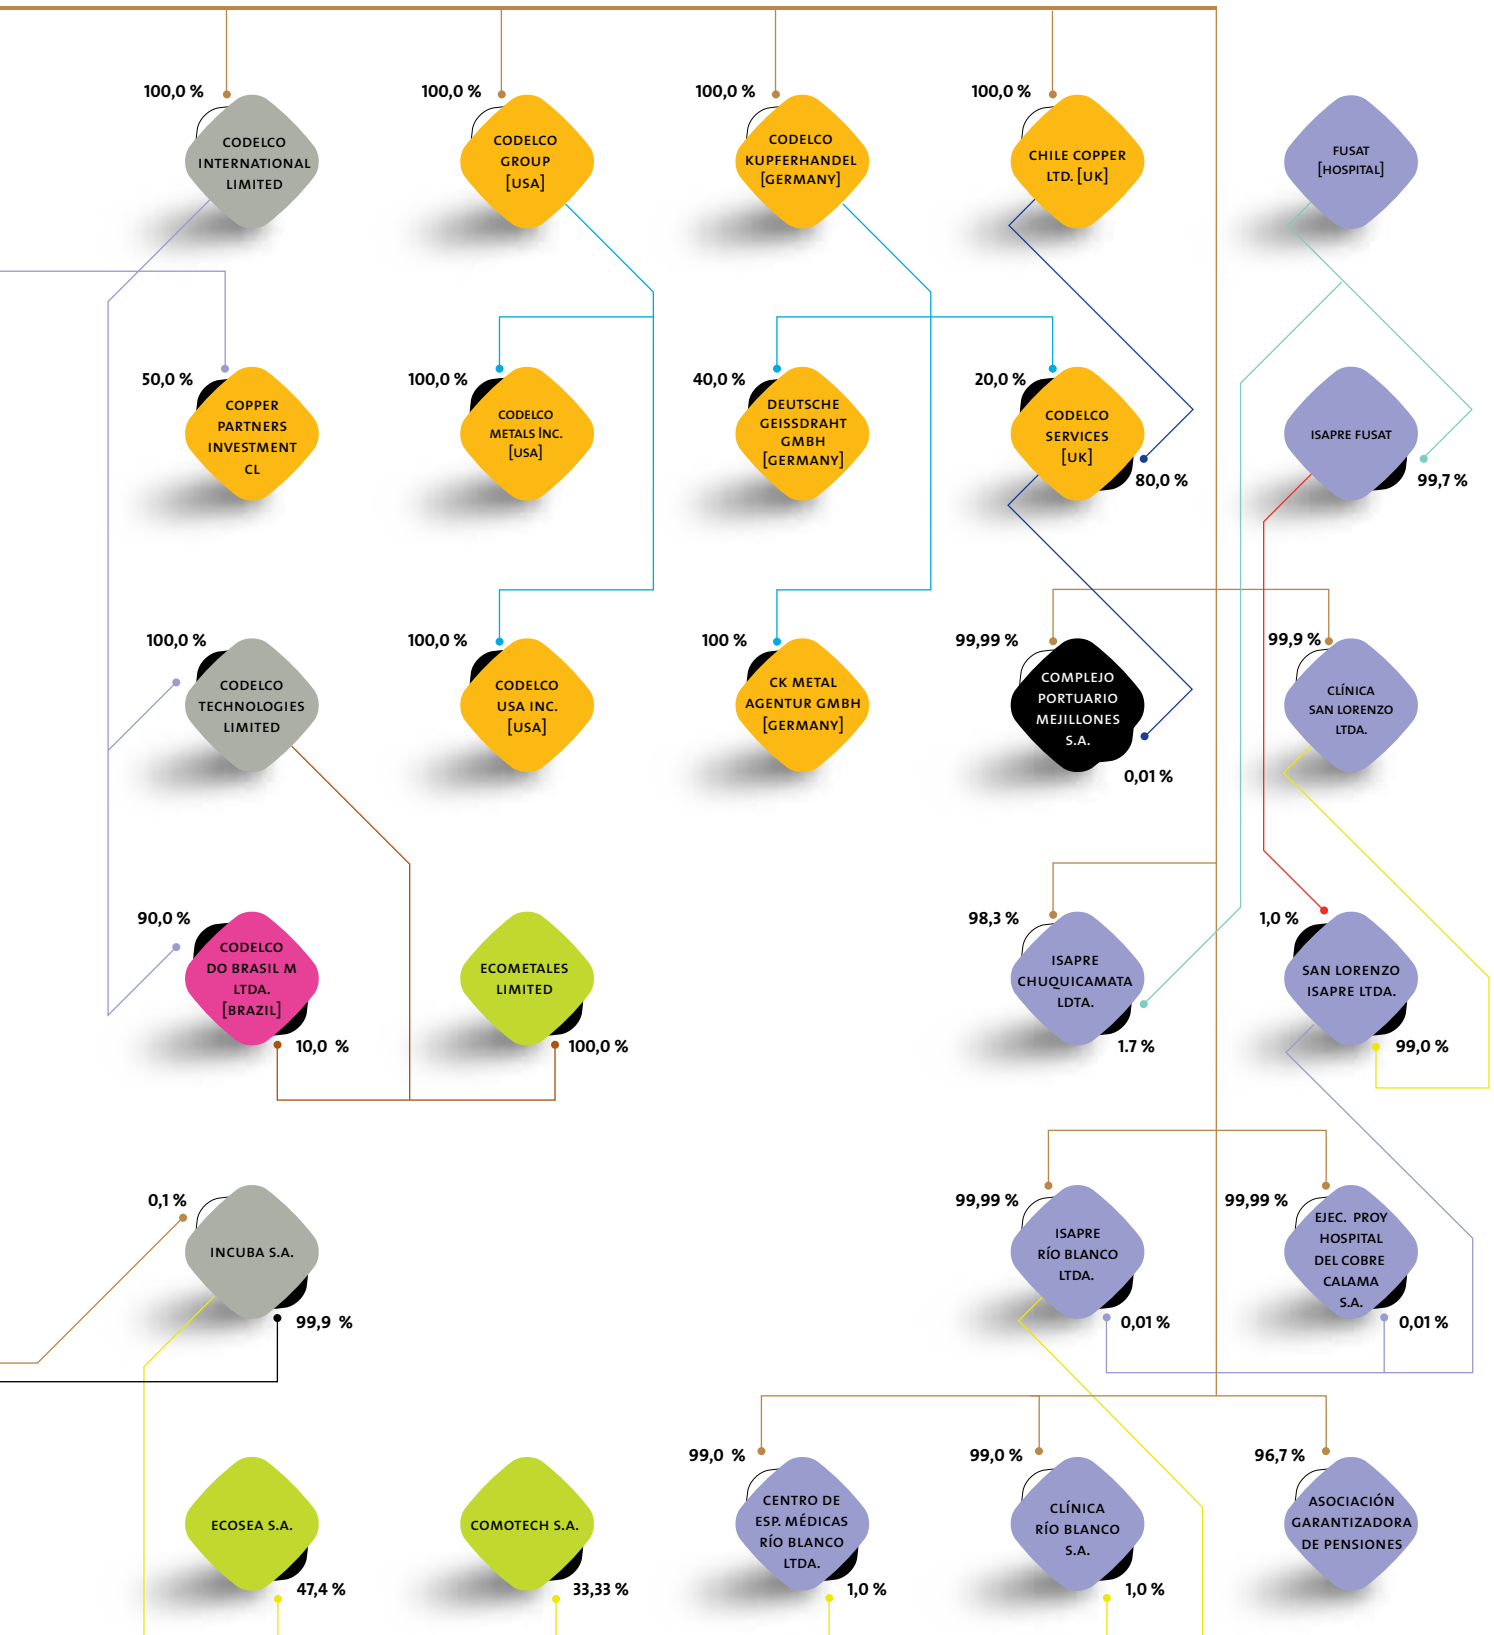 100,0 %
CODELCO
INTERNATIONAL
LIMITED
100,0 %
CODELCO
GROUP
[USA]
100,0 %
CODELCO
KUPFERHANDEL
[GERMANY]
100,0 %
CHILE COPPER
LTD. [UK]
FUSAT
[HOSPITAL]
50,0 %
COPPER
PARTNERS
INVESTMENT
CL
100,0 %
CODELCO
METALS INC.
[USA]
40,0 %
DEUTSCHE
GEISSDRAHT
GMBH
[GERMANY]
20,0 %
CODELCO
SERVICES
[UK]
80,0 %
ISAPRE FUSAT
99,7 %
100,0 %
CODELCO
TECHNOLOGIES
LIMITED
100,0 %
CODELCO
USA INC.
[USA]
100 %
CK METAL
AGENTUR GMBH
[GERMANY]
99,99 %
COMPLEJO
PORTUARIO
MEJILLONES
S.A.
0,01 %
99,9 %
CLÍNICA
SAN LORENZO
LTDA.
90,0 %
CODELCO
DO BRASIL M
LTDA.
[BRAZIL]
10,0 %
ECOMETALES
LIMITED
100,0 %
98,3 %
ISAPRE
CHUQUICAMATA
LDTA.
1.7 %
1,0 %
SAN LORENZO
ISAPRE LTDA.
99,0 %
0,1 %
INCUBA S.A.
99,9 %
99,99 %
ISAPRE
RÍO BLANCO
LTDA.
0,01 %
99,99 %
EJEC. PROY
HOSPITAL
DEL COBRE
CALAMA
S.A.
0,01 %
ECOSEA S.A.
47,4 %
COMOTECH S.A.
33,33 %
99,0 %
CENTRO DE
ESP. MÉDICAS
RÍO BLANCO
LTDA.
1,0 %
99,0 %
CLÍNICA
RÍO BLANCO
S.A.
1,0 %
96,7 %
ASOCIACIÓN
GARANTIZADORA
DE PENSIONES